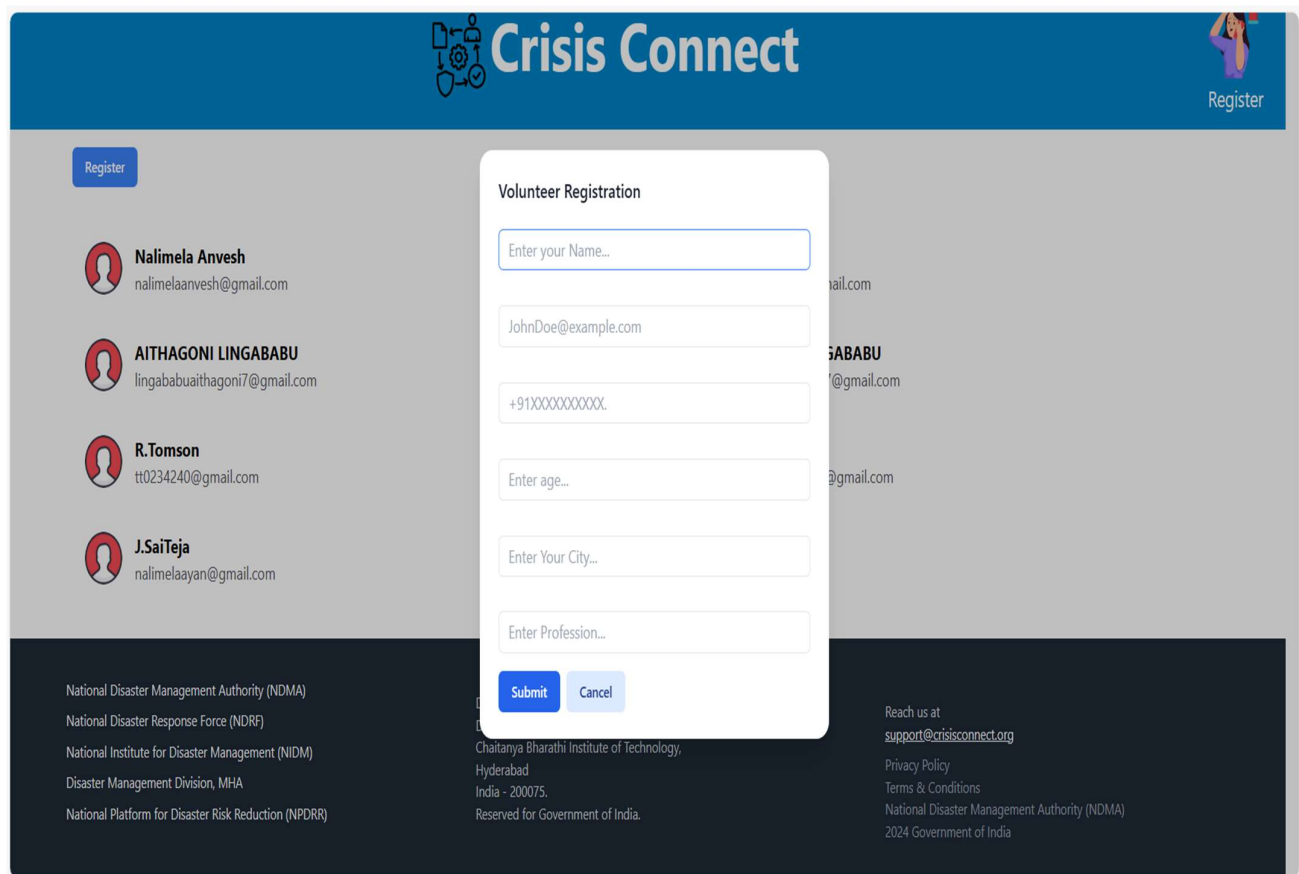 Crisis Connect
Register
Register
Volunteer Registration
Enter your Name...
JohnDoe@example.com
+91XXXXXXXXXX.
Enter age...
Enter Your City...
Enter Profession...
Submit
Cancel
Nalimela Anvesh
nalimelaanvesh@gmail.com
AITHAGONI LINGABABU
lingababuaithagoni7@gmail.com
R.Tomson
tt0234240@gmail.com
J.SaiTeja
nalimelaayan@gmail.com
ail.com
GABABU
@gmail.com
@gmail.com
National Disaster Management Authority (NDMA)
National Disaster Response Force (NDRF)
National Institute for Disaster Management (NIDM)
Disaster Management Division, MHA
National Platform for Disaster Risk Reduction (NPDRR)
Chaitanya Bharathi Institute of Technology,
Hyderabad
India - 200075.
Reserved for Government of India.
Reach us at
support@crisisconnect.org
Privacy Policy
Terms & Conditions
National Disaster Management Authority (NDMA)
2024 Government of India